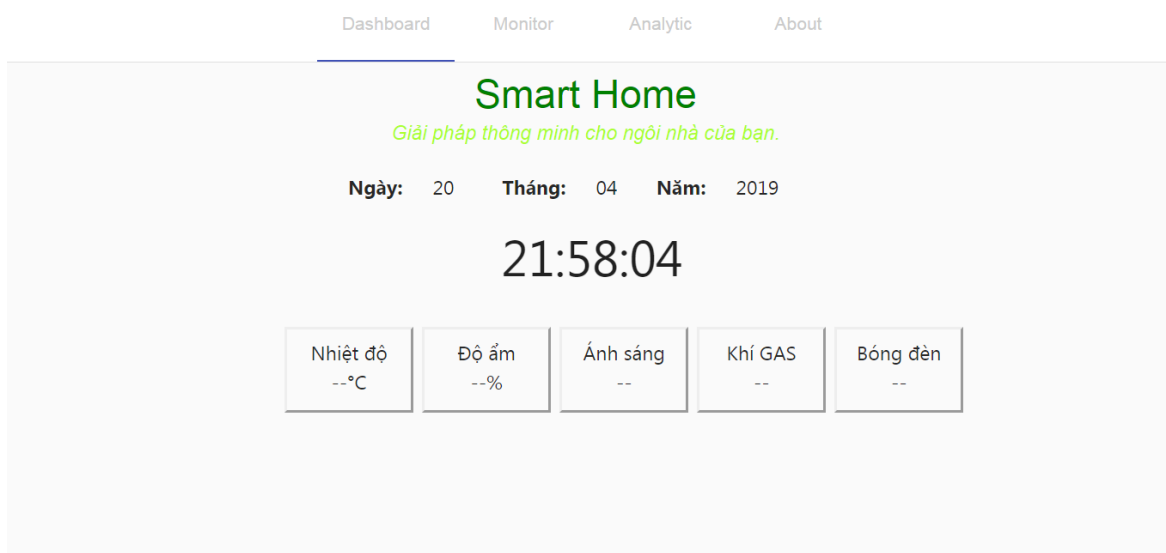 Dashboard Monitor Analytic About
Smart Home
Giải pháp thông minh cho ngôi nhà của bạn.
Ngày: 20 Tháng: 04 Năm: 2019
21:58:04
Nhiệt độ Độ ẩm Ánh sáng Khí GAS Bóng đèn
--°C --% -- -- --